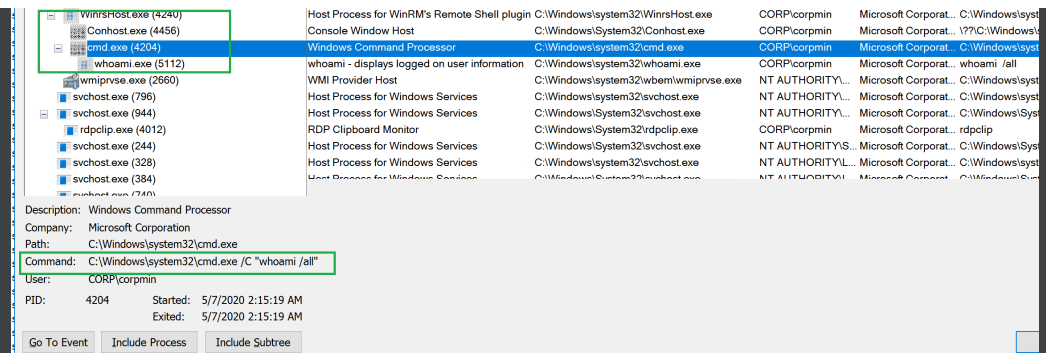 WinrsHost.exe (4240) Host Process for WinRM's Remote Shell plugin C:\Windows\system32\WinrsHost.exe CORP\corpmin Microsoft Corporat... C:\Windows\syst
Conhost.exe (4456) Console Window Host C:\Windows\System32\Conhost.exe CORP\corpmin Microsoft Corporat... \??\C:\Windows\
cmd.exe (4204) Windows Command Processor C:\Windows\system32\cmd.exe CORP\corpmin Microsoft Corporat... C:\Windows\syst
whoami.exe (5112) whoami - displays logged on user information C:\Windows\system32\whoami.exe CORP\corpmin Microsoft Corporat... whoami /all
wmiprvse.exe (2660) WMI Provider Host C:\Windows\system32\wbem\wmiprvse.exe NT AUTHORITY\... Microsoft Corporat... C:\Windows\syst
svchost.exe (796) Host Process for Windows Services C:\Windows\system32\svchost.exe NT AUTHORITY\... Microsoft Corporat... C:\Windows\syst
svchost.exe (944) Host Process for Windows Services C:\Windows\System32\svchost.exe NT AUTHORITY\... Microsoft Corporat... C:\Windows\Syst
rdpclip.exe (4012) RDP Clipboard Monitor C:\Windows\System32\rdpclip.exe CORP\corpmin Microsoft Corporat... rdpclip
svchost.exe (244) Host Process for Windows Services C:\Windows\System32\svchost.exe NT AUTHORITY\S... Microsoft Corporat... C:\Windows\Syst
svchost.exe (328) Host Process for Windows Services C:\Windows\system32\svchost.exe NT AUTHORITY\L... Microsoft Corporat... C:\Windows\syst
svchost.exe (384) Host Process for Windows Services C:\Windows\System32\svchost.exe NT AUTHORITY\L... Microsoft Corporat... C:\Windows\Syst
svchost.exe (740)
Description: Windows Command Processor
Company: Microsoft Corporation
Path: C:\Windows\system32\cmd.exe
Command: C:\Windows\system32\cmd.exe /C "whoami /all"
User: CORP\corpmin
PID: 4204 Started: 5/7/2020 2:15:19 AM
Exited: 5/7/2020 2:15:19 AM
Go To Event Include Process Include Subtree